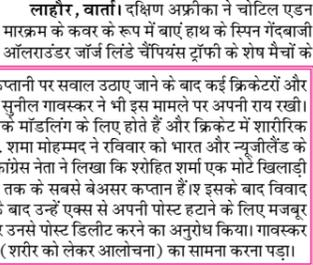 लाहौर, वार्ता। दक्षिण अफ्रीका ने चोटिल एडन
मारक्रम के कवर के रूप में बाएं हाथ के स्पिन गेंदबाजी
ऑलराउंडर जॉर्ज लिंडे चैंपियंस ट्रॉफी के शेष मैचों के
प्तानी पर सवाल उठाए जाने के बाद कई क्रिकेटरों और
सुनील गावस्कर ने भी इस मामले पर अपनी राय रखी।
के मॉडलिंग के लिए होते हैं और क्रिकेट में शारीरिक
. शमा मोहम्मद ने रविवार को भारत और न्यूजीलैंड के
कांग्रेस नेता ने लिखा कि श्रोहित शर्मा एक मोटे खिलाड़ी
तक के सबसे बेअसर कप्तान हैं।ए इसके बाद विवाद
बाद उन्हें एक्स से अपनी पोस्ट हटाने के लिए मजबूर
उनसे पोस्ट डिलीट करने का अनुरोध किया। गावस्कर
(शरीर को लेकर आलोचना) का सामना करना पड़ा।